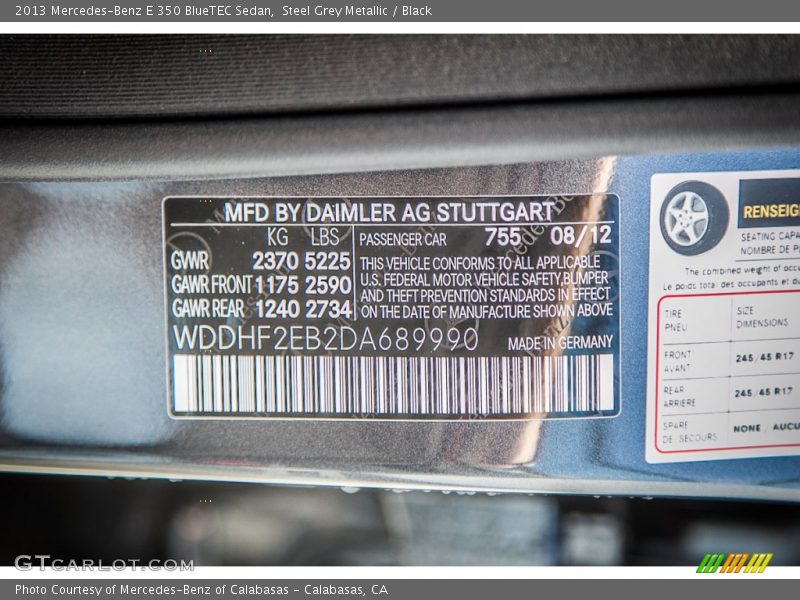 2013 Mercedes-Benz E 350 BlueTEC Sedan, Steel Grey Metallic / Black
MFD BY DAIMLER AG STUTTGART
KG LBS
GWR 2370 5225
GAWR FRONT 1175 2590
GAWR REAR 1240 2734
PASSENGER CAR 755 08/12
THIS VEHICLE CONFORMS TO ALL APPLICABLE
U.S. FEDERAL MOTOR VEHICLE SAFETY, BUMPER
AND THEFT PREVENTION STANDARDS IN EFFECT
ON THE DATE OF MANUFACTURE SHOWN ABOVE
WDDHF2EB2DA689990 MADE IN GERMANY
RENSEIG
SEATING CAPA
NOMBRE DE P
The combined weight of occu
Le poids total des occupants et d
TIRE SIZE
PNEU DIMENSIONS
FRONT
AVANT 245/45 R17
REAR
ARRIERE 245/45 R17
SPARE
DE SECOURS NONE / AUCU
GTcarlot.com
Photo Courtesy of Mercedes-Benz of Calabasas - Calabasas, CA